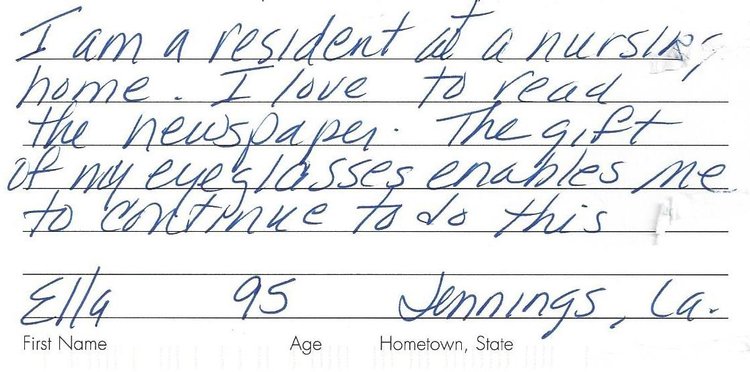 I am a resident at a nursing
home. I love to read
the newspaper. The gift
of my eyeglasses enables me
to continue to do this
Ella 95 Jennings, La.
First Name Age Hometown, State